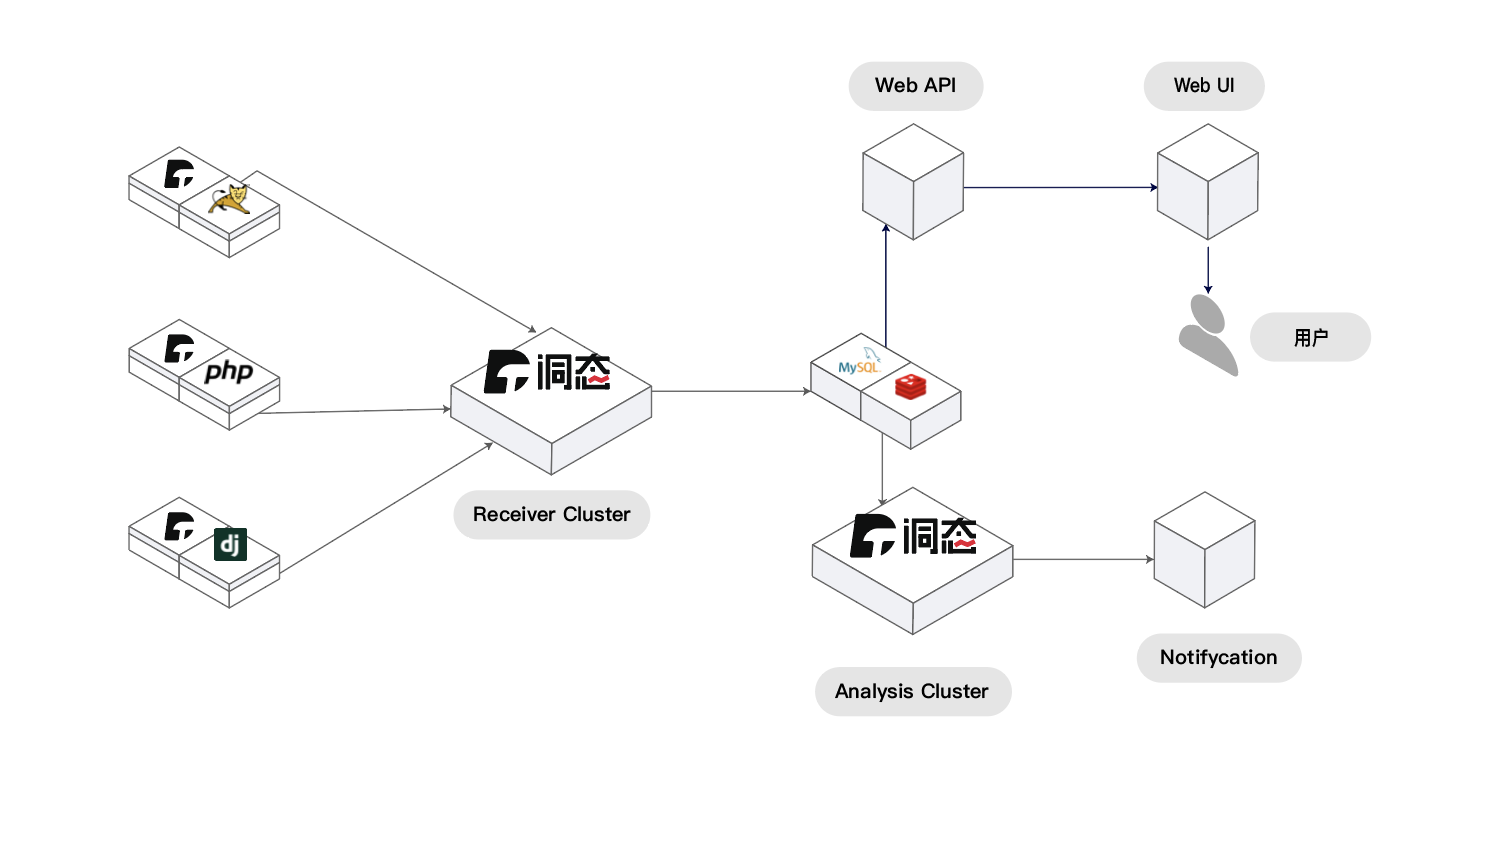 Web API
Web UI
php
洞态
MySQL
用户
Receiver Cluster
dj
洞态
Notifycation
Analysis Cluster